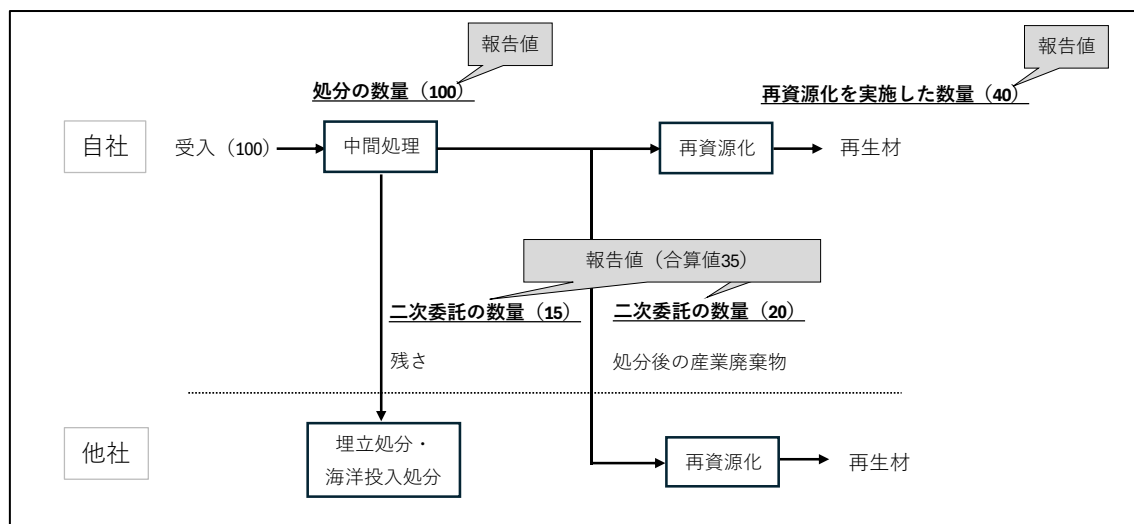 報告値
報告値
処分の数量（100）
再資源化を実施した数量（40）
自社
受入（100）
中間処理
再資源化
再生材
報告値（合算値35）
二次委託の数量（15）
二次委託の数量（20）
残さ
処分後の産業廃棄物
他社
埋立処分・
海洋投入処分
再資源化
再生材